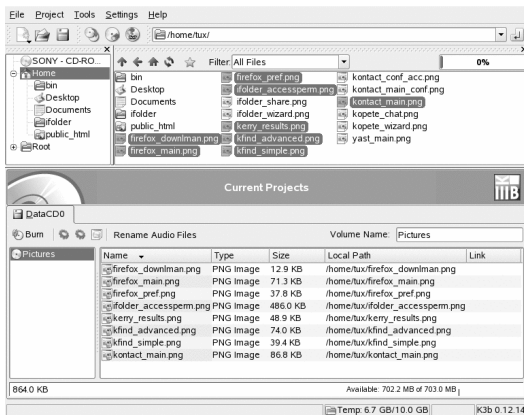 File Project Tools Settings Help
/home/tux/
SONY - CD-RO...
Home
bin
Desktop
Documents
ifolder
public_html
Root
Filter: All Files
0%
bin
Desktop
Documents
ifolder
public_html
firefox_downlman.png
firefox_main.png
firefox_pref.png
ifolder_accessperm.png
ifolder_share.png
ifolder_wizard.png
kerry_results.png
kfind_advanced.png
kfind_simple.png
kontact_conf_acc.png
kontact_main_conf.png
kontact_main.png
kopete_chat.png
kopete_wizard.png
yast_main.png
Current Projects
DataCD0
Burn Rename Audio Files Volume Name: Pictures
Pictures
Name Type Size Local Path Link
firefox_downlman.png PNG Image 12.9 KB /home/tux/firefox_downlman.png
firefox_main.png PNG Image 71.3 KB /home/tux/firefox_main.png
firefox_pref.png PNG Image 37.8 KB /home/tux/firefox_pref.png
ifolder_accessperm.png PNG Image 486.0 KB /home/tux/ifolder_accessperm.png
kerry_results.png PNG Image 48.9 KB /home/tux/kerry_results.png
kfind_advanced.png PNG Image 74.0 KB /home/tux/kfind_advanced.png
kfind_simple.png PNG Image 39.4 KB /home/tux/kfind_simple.png
kontact_main.png PNG Image 86.8 KB /home/tux/kontact_main.png
864.0 KB Available: 702.2 MB of 703.0 MB
Temp: 6.7 GB/10.0 GB K3b 0.12.14